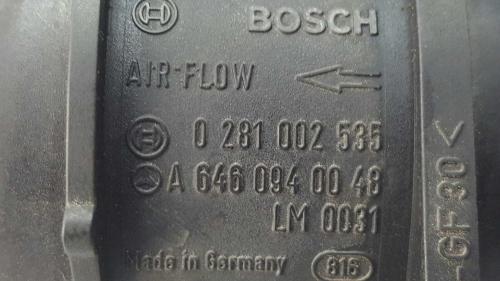 BOSCH
AIR-FLOW
0 281 002 535
A 646 094 00 48
LM 0031
Made in Germany 816
-GF30<